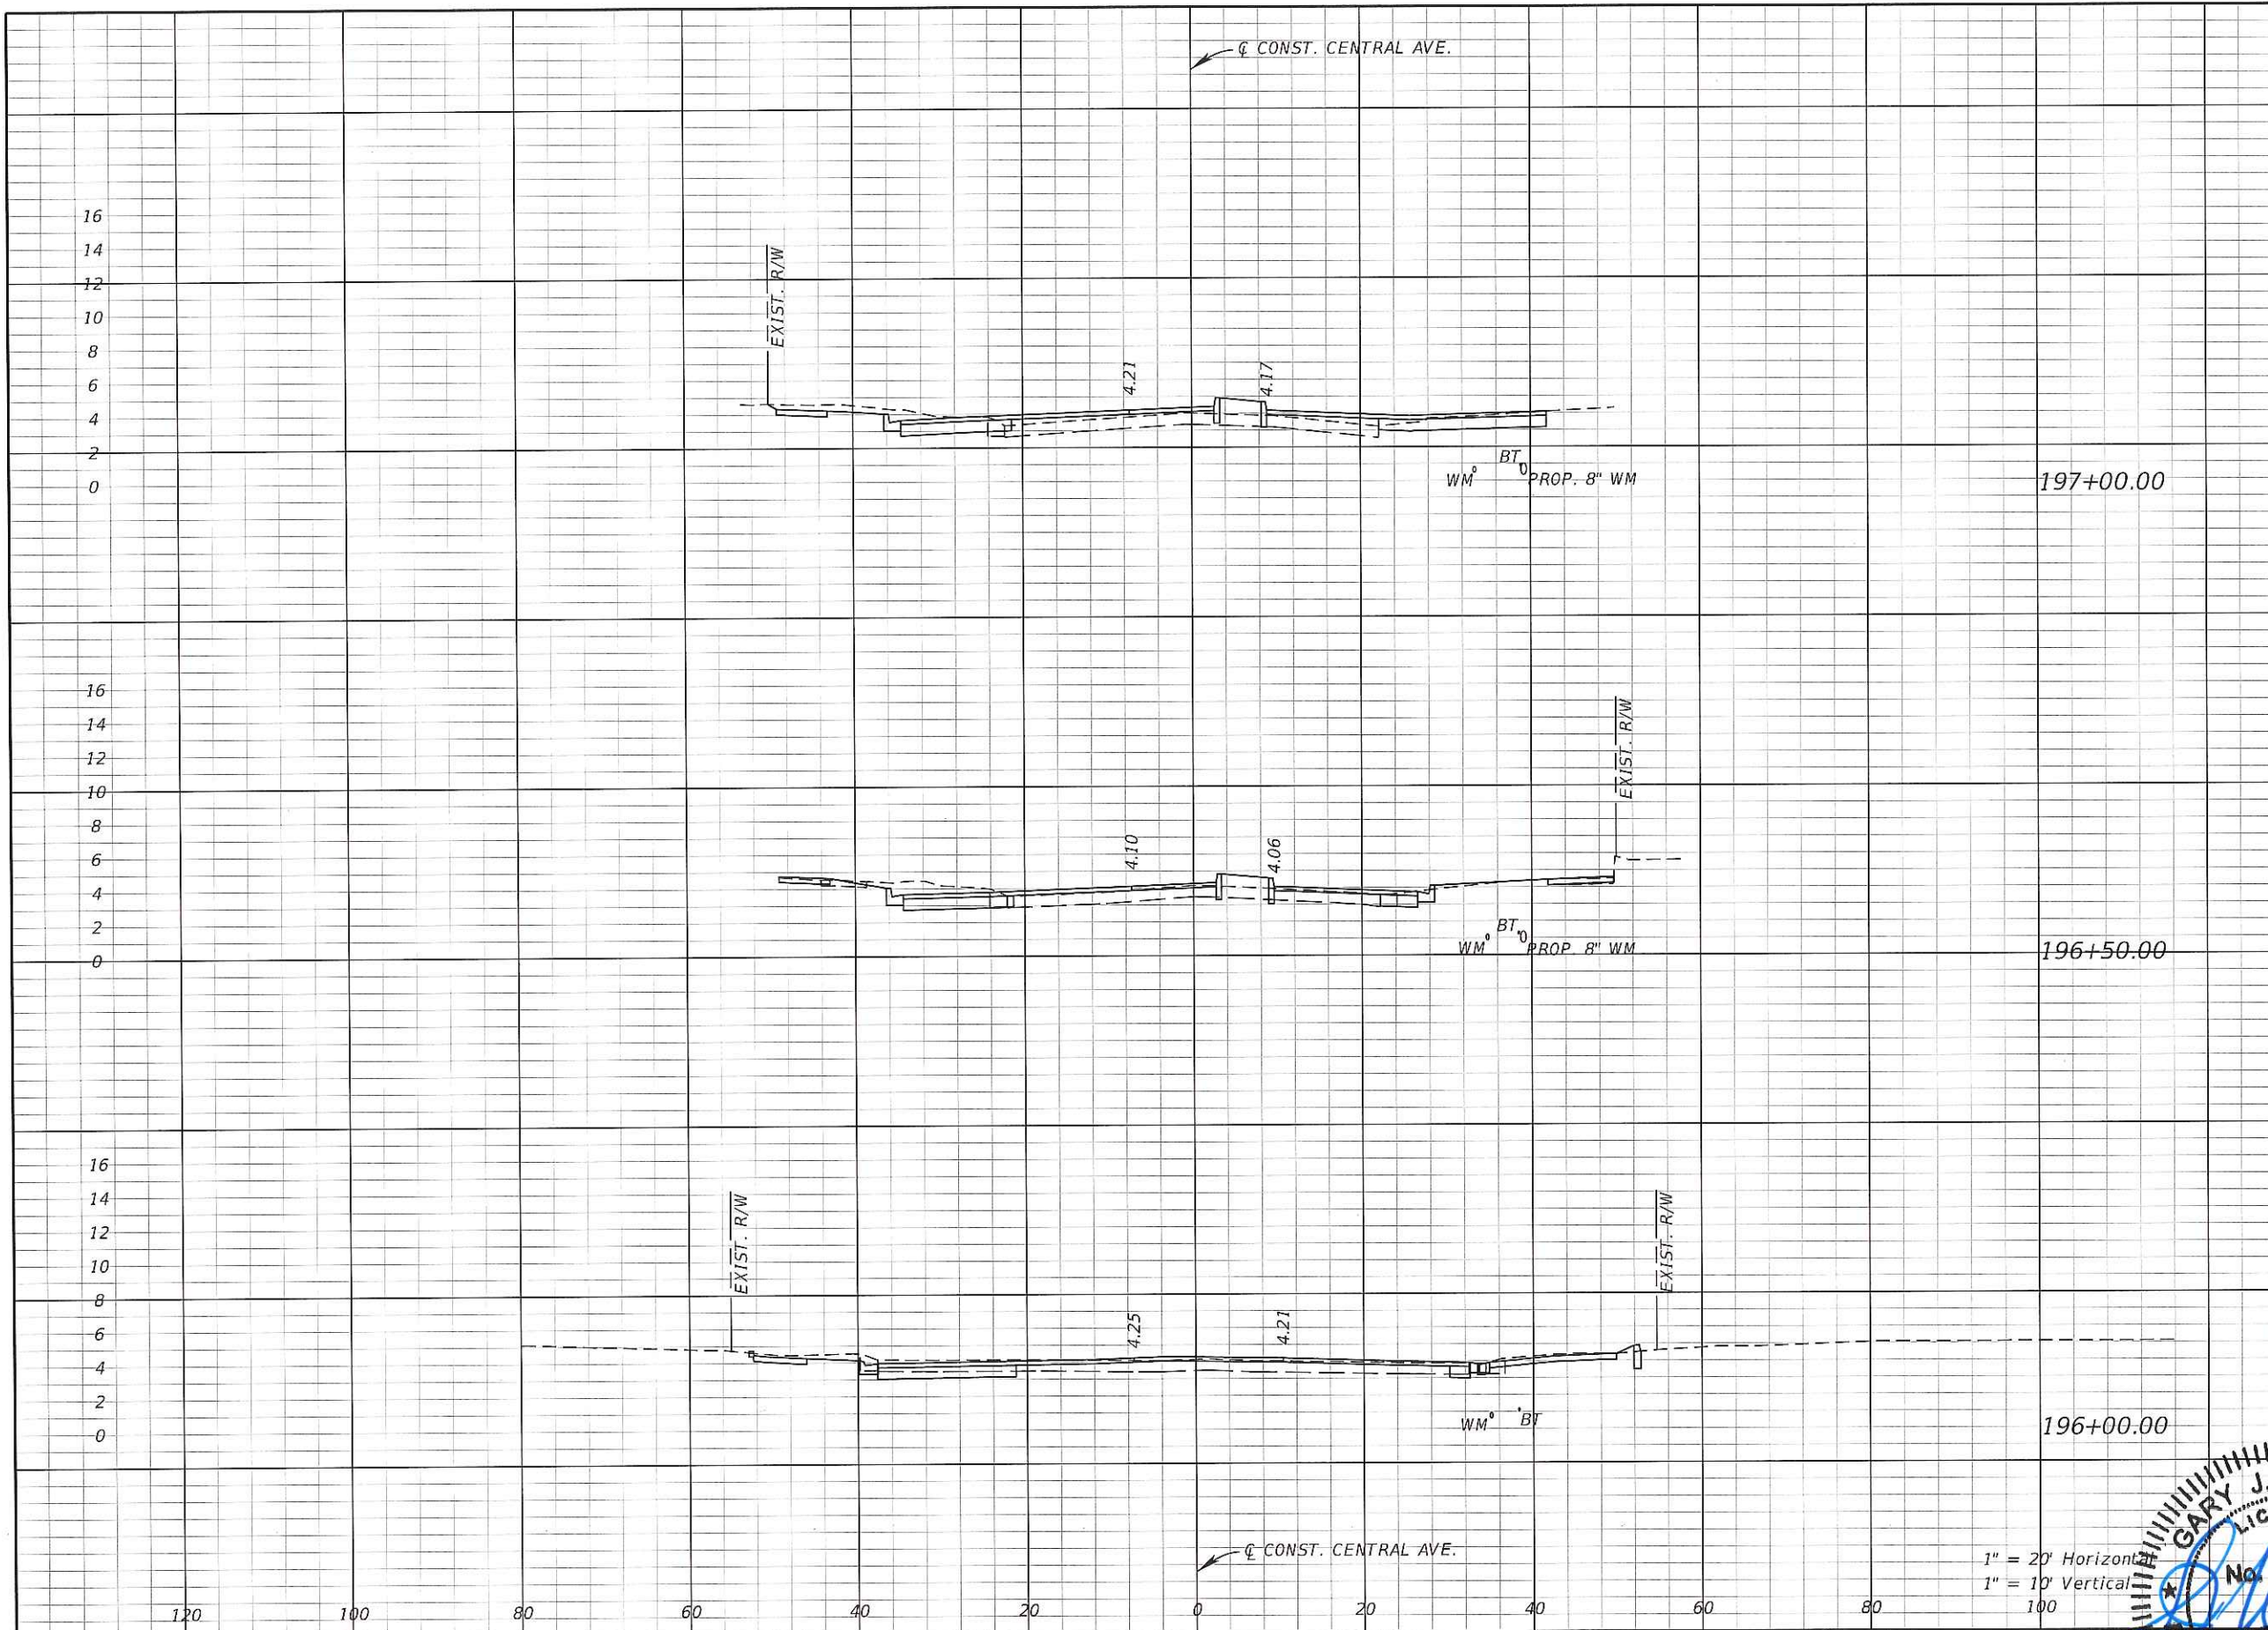 ℄ CONST. CENTRAL AVE.
16
14
12
10
8
6
4
2
0
EXIST. R/W
4.21
4.17
WM
BT
PROP. 8" WM
197+00.00
16
14
12
10
8
6
4
2
0
4.10
4.06
EXIST. R/W
WM
BT
PROP. 8" WM
196+50.00
16
14
12
10
8
6
4
2
0
EXIST. R/W
4.25
4.21
EXIST. R/W
WM
BT
196+00.00
℄ CONST. CENTRAL AVE.
1" = 20' Horizontal
1" = 10' Vertical
GARY J.
LIC
No.
120
100
80
60
40
20
0
20
40
60
80
100